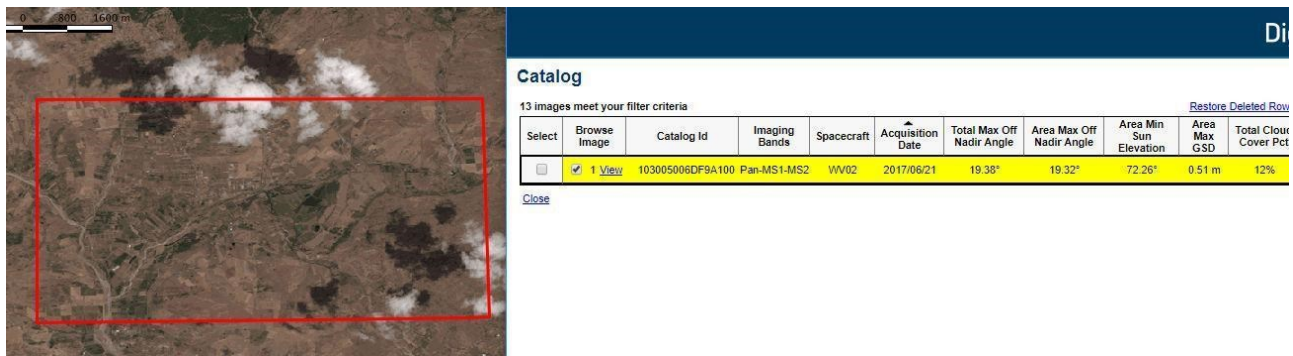 0 800 1600 m
Di
Catalog
13 images meet your filter criteria
Restore Deleted Row
Select Browse Image Catalog Id Imaging Bands Spacecraft Acquisition Date Total Max Off Nadir Angle Area Max Off Nadir Angle Area Min Sun Elevation Area Max GSD Total Cloud Cover Pct
1 View 103005006DF9A100 Pan-MS1-MS2 WV02 2017/06/21 19.38° 19.32° 72.26° 0.51 m 12%
Close